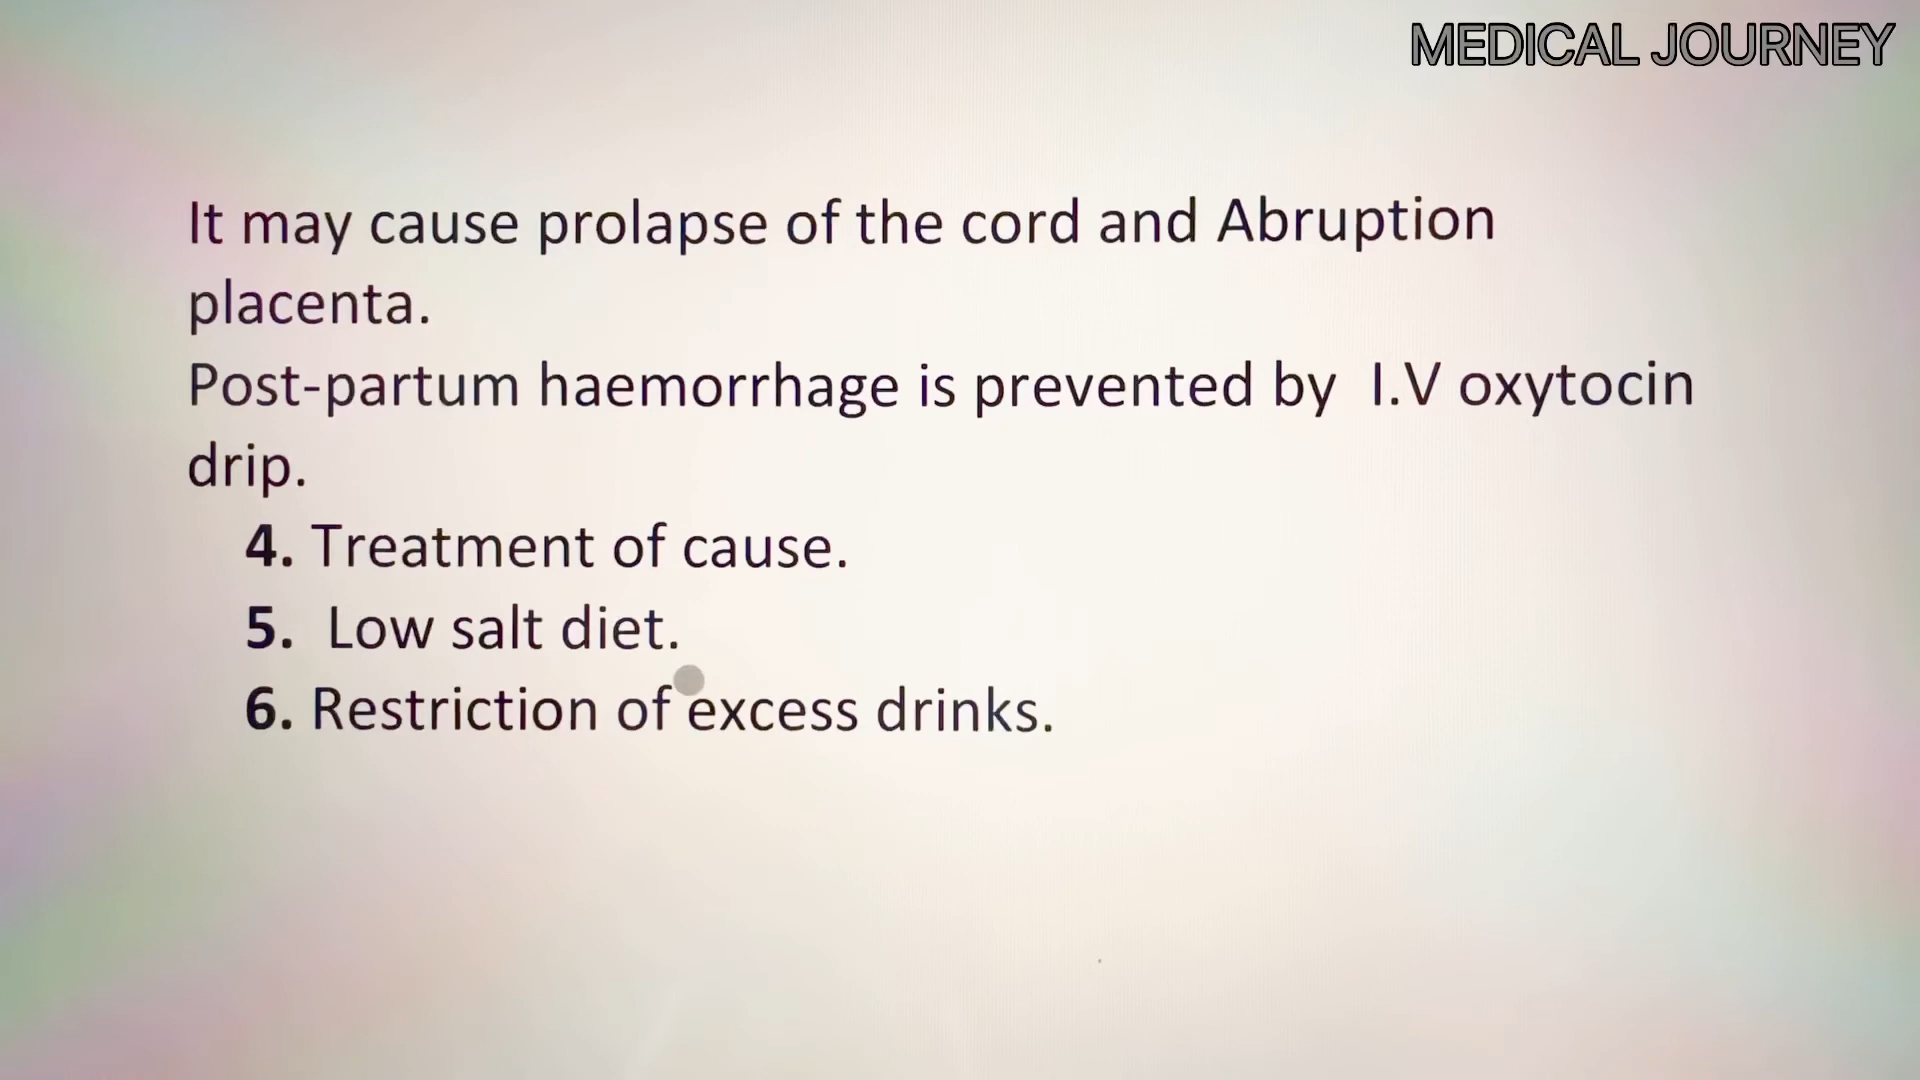 MEDICAL JOURNEY
It may cause prolapse of the cord and Abruption
placenta.
Post-partum haemorrhage is prevented by I.V oxytocin
drip.
4. Treatment of cause.
5. Low salt diet.
6. Restriction of excess drinks.